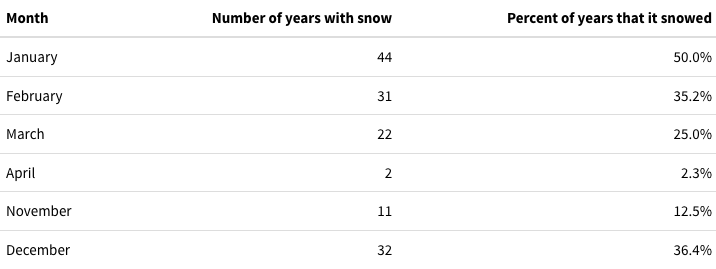 Month Number of years with snow Percent of years that it snowed
January 44 50.0%
February 31 35.2%
March 22 25.0%
April 2 2.3%
November 11 12.5%
December 32 36.4%